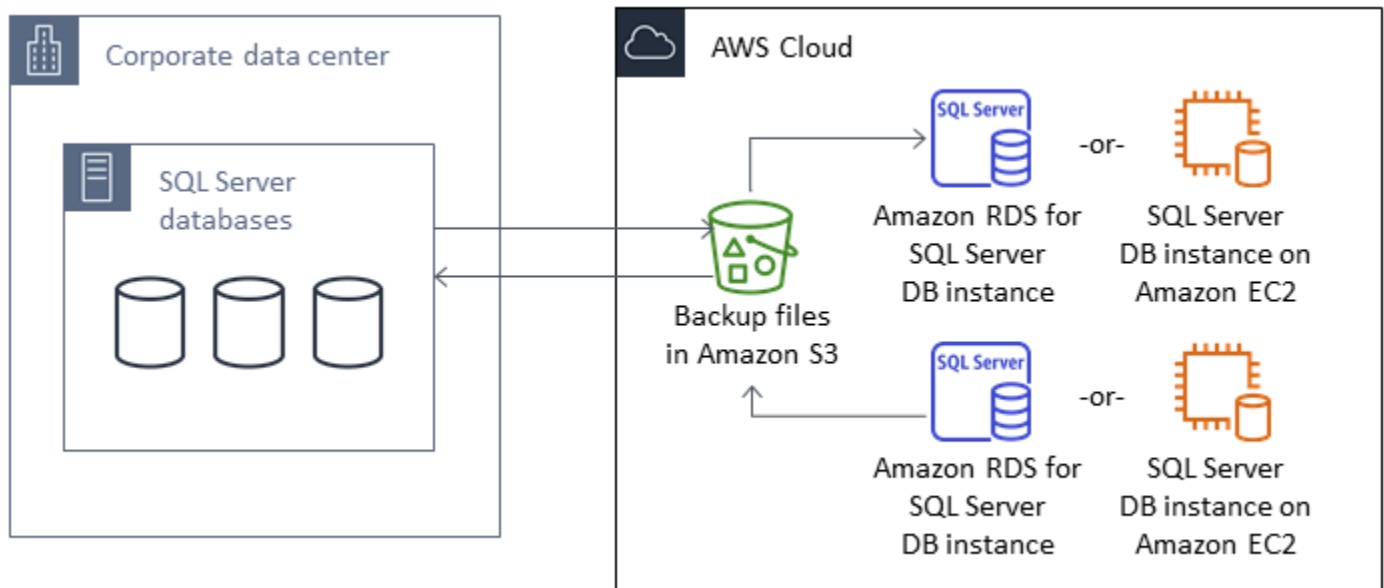 Corporate data center
SQL Server
databases
AWS Cloud
SQL Server
-or-
Amazon RDS for
SQL Server
DB instance
SQL Server
DB instance on
Amazon EC2
Backup files
in Amazon S3
SQL Server
-or-
Amazon RDS for
SQL Server
DB instance
SQL Server
DB instance on
Amazon EC2